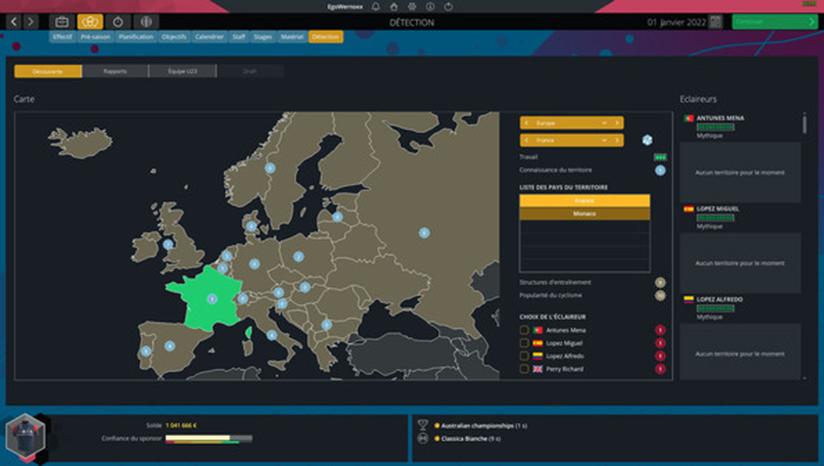 EgoWernoxx
DÉTECTION
01 Janvier 2022
Continuer
Effectif
Pré-saison
Planification
Objectifs
Calendrier
Staff
Stages
Matériel
Détection
Découverte
Rapports
Équipe U23
Draft
Carte
Europe
France
Travail
Connaissance du territoire
LISTE DES PAYS DU TERRITOIRE
France
Monaco
Structures d'entraînement
Popularité du cyclisme
CHOIX DE L'ÉCLAIREUR
Antunes Mena
Lopez Miguel
Lopez Alfredo
Perry Richard
Eclaireurs
ANTUNES MENA
Mythique
Aucun territoire pour le moment
LOPEZ MIGUEL
Mythique
Aucun territoire pour le moment
LOPEZ ALFREDO
Mythique
Aucun territoire pour le moment
Solde 1 041 666 €
Confiance du sponsor
Australian championships (1 s)
Classica Bianche (9 s)